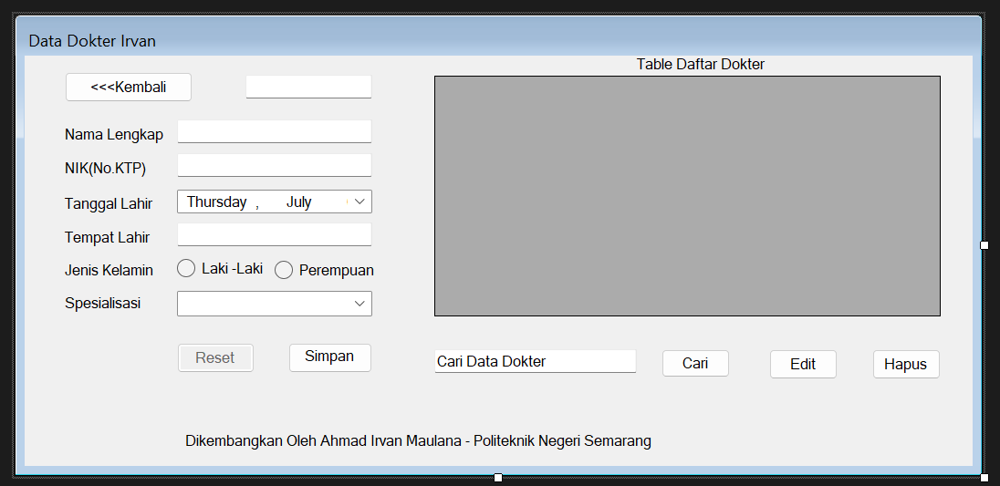 Data Dokter Irvan
Table Daftar Dokter
<<<Kembali
Nama Lengkap
NIK(No.KTP)
Tanggal Lahir
Thursday , July
Tempat Lahir
Jenis Kelamin
Laki -Laki
Perempuan
Spesialisasi
Reset
Simpan
Cari Data Dokter
Cari
Edit
Hapus
Dikembangkan Oleh Ahmad Irvan Maulana - Politeknik Negeri Semarang